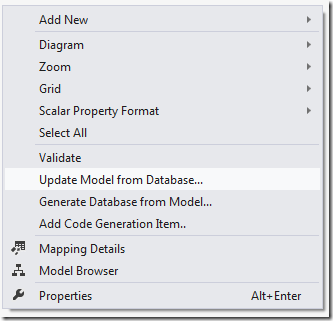 Add New
Diagram
Zoom
Grid
Scalar Property Format
Select All
Validate
Update Model from Database...
Generate Database from Model...
Add Code Generation Item..
Mapping Details
Model Browser
Properties Alt+Enter